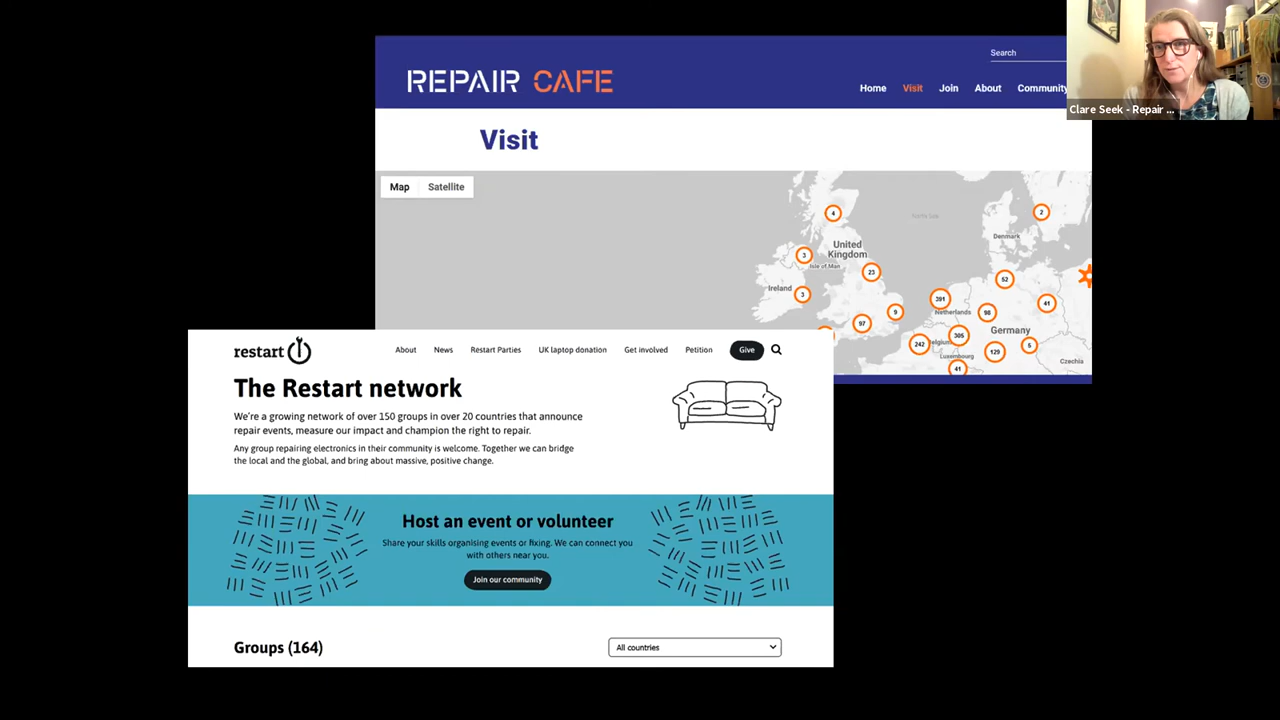 Search
REPAIR CAFE
Home Visit Join About Community
Clare Seek - Repair ...
Visit
Map Satellite
4
2
North Sea
Denmark
United
Kingdom
3
Isle of Man
23
52
Ireland
3
391
41
9
Netherlands
98
97
Germany
242
305
129
5
Luxembourg
Czechia
41
restart
About News Restart Parties UK laptop donation Get involved Petition Give
The Restart network
We're a growing network of over 150 groups in over 20 countries that announce
repair events, measure our impact and champion the right to repair.
Any group repairing electronics in their community is welcome. Together we can bridge
the local and the global, and bring about massive, positive change.
Host an event or volunteer
Share your skills organising events or fixing. We can connect you
with others near you.
Join our community
Groups (164)
All countries